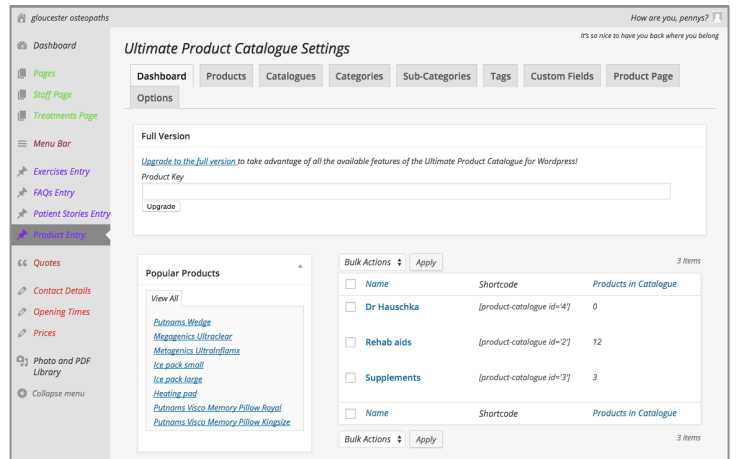 gloucester osteopaths
How are you, pennys?
It's so nice to have you back where you belong
Dashboard
Pages
Staff Page
Treatments Page
Menu Bar
Exercises Entry
FAQs Entry
Patient Stories Entry
Product Entry
Quotes
Contact Details
Opening Times
Prices
Photo and PDF
Library
Collapse menu
Ultimate Product Catalogue Settings
Dashboard Products Catalogues Categories Sub-Categories Tags Custom Fields Product Page
Options
Full Version
Upgrade to the full version to take advantage of all the available features of the Ultimate Product Catalogue for Wordpress!
Product Key
Upgrade
Popular Products
View All
Putnams Wedge
Megagenics Ultraclear
Metagenics UltraInflamx
Ice pack small
Ice pack large
Heating pad
Putnams Visco Memory Pillow Royal
Putnams Visco Memory Pillow Kingsize
Bulk Actions Apply 3 items
Name Shortcode Products in Catalogue
Dr Hauschka [product-catalogue id='4'] 0
Rehab aids [product-catalogue id='2'] 12
Supplements [product-catalogue id='3'] 3
Name Shortcode Products in Catalogue
Bulk Actions Apply 3 items